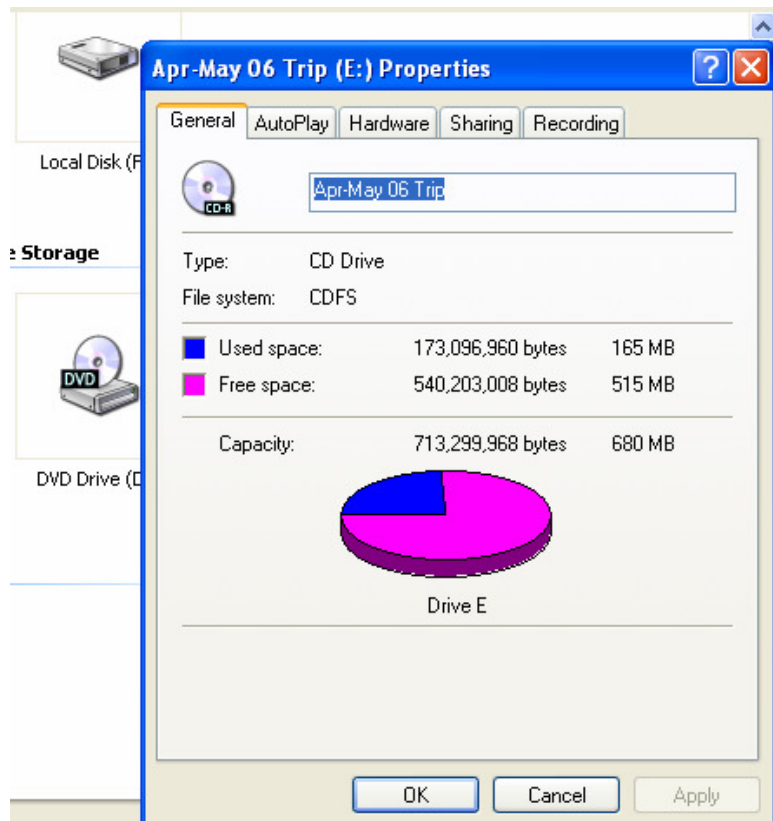 Apr-May 06 Trip (E:) Properties
General AutoPlay Hardware Sharing Recording
Local Disk (F
CD-R
Apr-May 06 Trip
e Storage
Type: CD Drive
File system: CDFS
Used space: 173,096,960 bytes 165 MB
Free space: 540,203,008 bytes 515 MB
DVD
Capacity: 713,299,968 bytes 680 MB
DVD Drive (D
Drive E
OK Cancel Apply